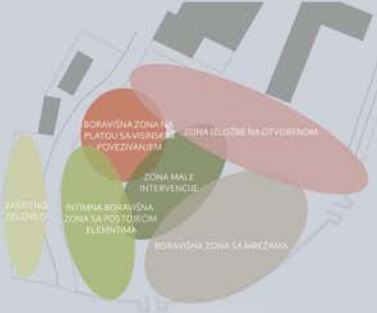 BORAVIŠNA ZONA NA
PLATOU SA VISINSKIM
POVEZIVANJEM
ZONA IZLOŽBE NA OTVORENOM
ZONA MALE
INTERVENCIJE
ZAŠTITNO
ZELENILO
INTIMNA BORAVIŠNA
ZONA SA POSTOJEĆIM
ELEMNTIMA
BORAVIŠNA ZONA SA MREŽAMA